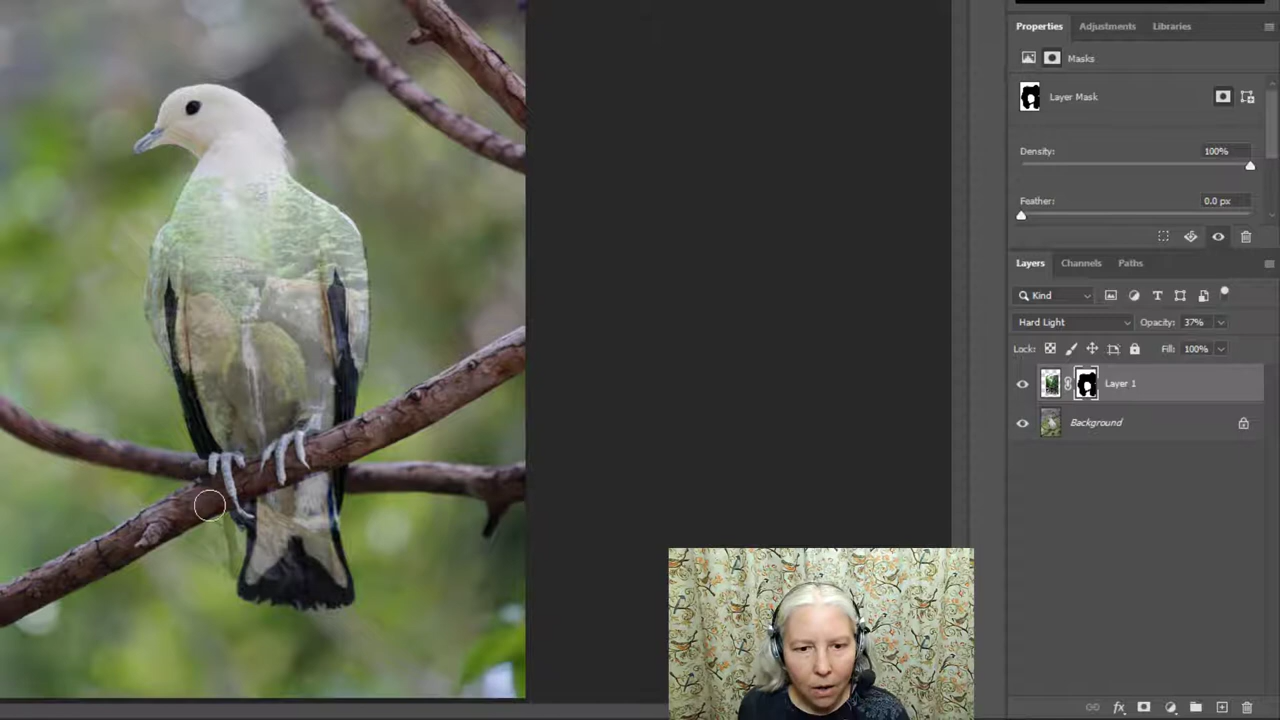 Properties Adjustments Libraries
Masks
Layer Mask
Density: 100%
Feather: 0.0 px
Layers Channels Paths
Kind
Hard Light Opacity: 37%
Lock: Fill: 100%
Layer 1
Background
fx